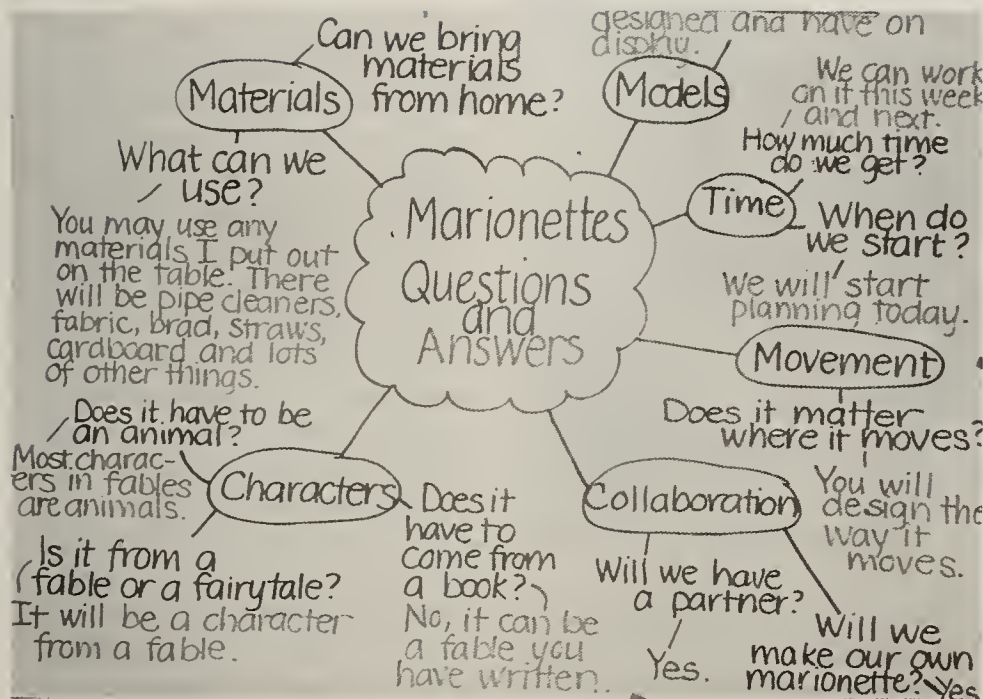 Marionettes
Questions
and
Answers
Materials
Can we bring
materials
from home?
What can we
use?
You may use any
materials I put out
on the table. There
will be pipe cleaners,
fabric, brad, straws,
cardboard and lots
of other things.
Models
designed and have on
display.
Time
We can work
on it this week
and next.
How much time
do we get?
When do
we start?
We will start
planning today.
Movement
Does it matter
where it moves?
You will
design the
way it
moves.
Characters
Does it have to be
an animal?
Most charac-
ters in fables
are animals.
Is it from a
fable or a fairytale?
It will be a character
from a fable.
Does it
have to
come from
a book?
No, it can be
a fable you
have written.
Collaboration
Will we have
a partner?
Yes.
Will we
make our own
marionette?
Yes